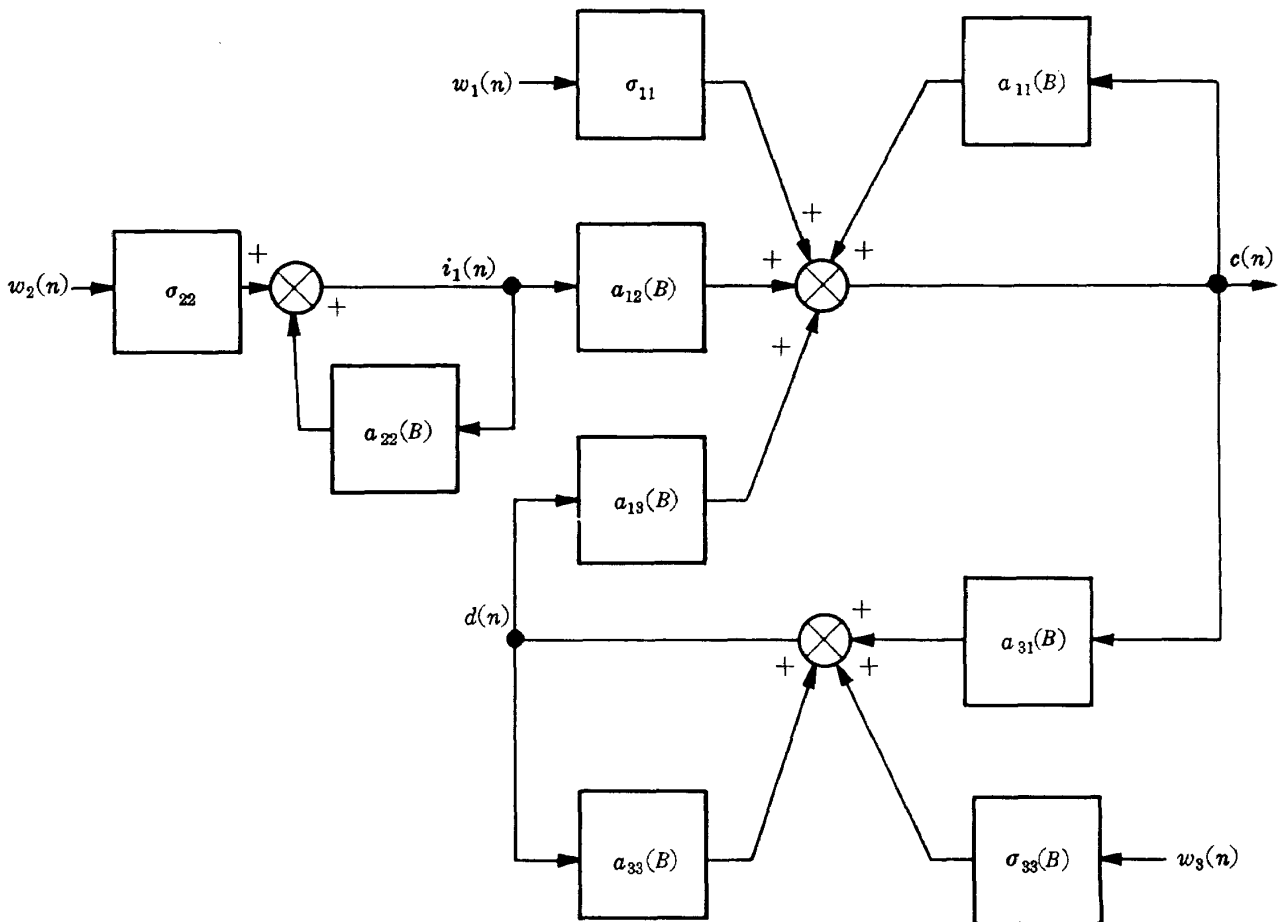 w₁(n)
σ₁₁
a₁₁(B)
+
+
+
+
+
w₂(n)
σ₂₂
+
i₁(n)
a₁₂(B)
c(n)
a₂₂(B)
a₁₃(B)
d(n)
+
+
+
a₃₁(B)
a₃₃(B)
σ₃₃(B)
w₃(n)